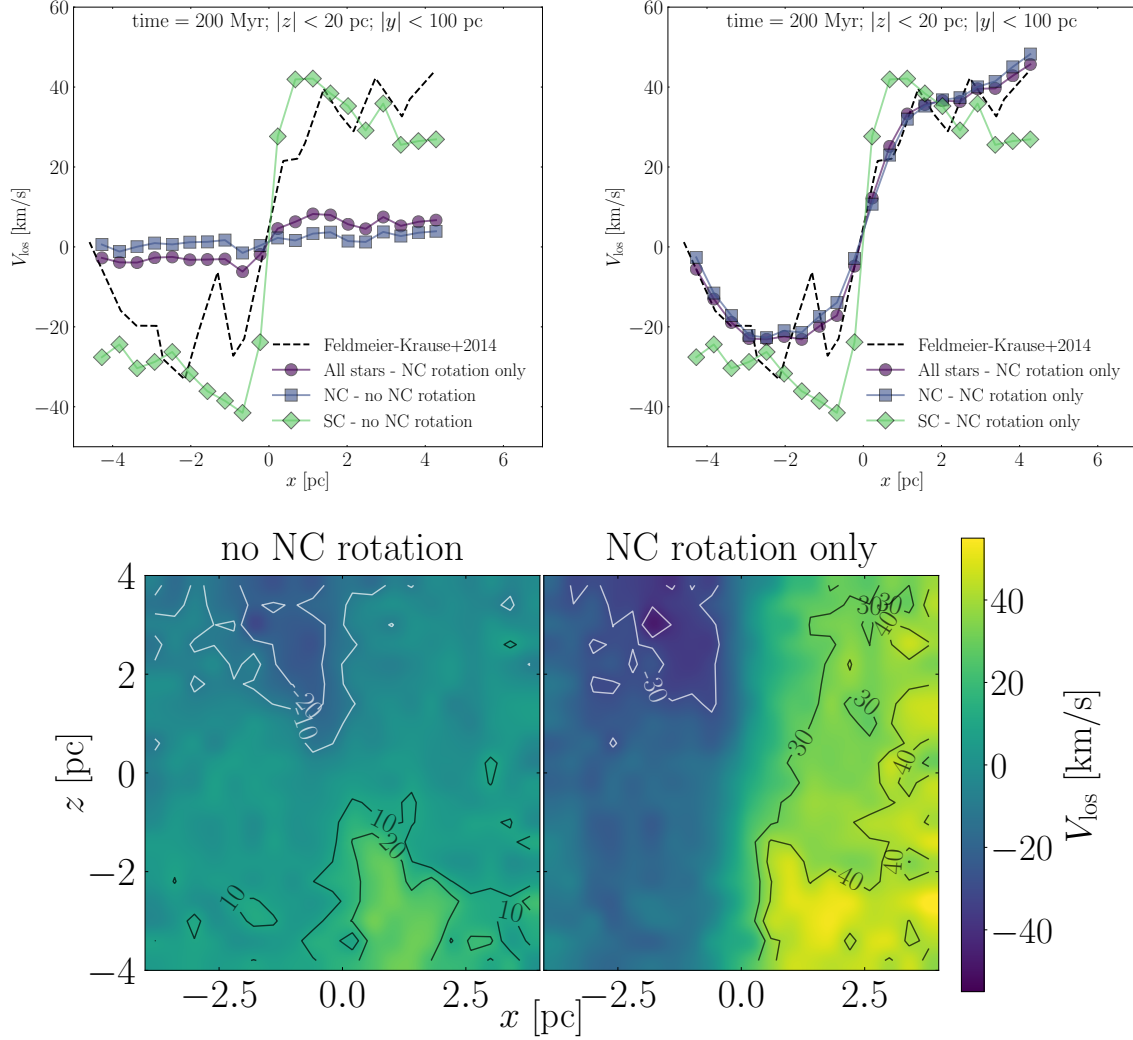 time = 200 Myr; |z| < 20 pc; |y| < 100 pc
60
40
20
0
−20
−40
V_los [km/s]
Feldmeier-Krause+2014
All stars - NC rotation only
NC - no NC rotation
SC - no NC rotation
−4 −2 0 2 4 6
x [pc]
time = 200 Myr; |z| < 20 pc; |y| < 100 pc
60
40
20
0
−20
−40
V_los [km/s]
Feldmeier-Krause+2014
All stars - NC rotation only
NC - NC rotation only
SC - NC rotation only
−4 −2 0 2 4 6
x [pc]
no NC rotation
NC rotation only
4
2
0
−2
−4
z [pc]
-20
-10
10
20
10
10
-30
30
30
40
30
30
40
40
40
−2.5 0.0 2.5
−2.5 0.0 2.5
x [pc]
40
20
0
−20
−40
V_los [km/s]